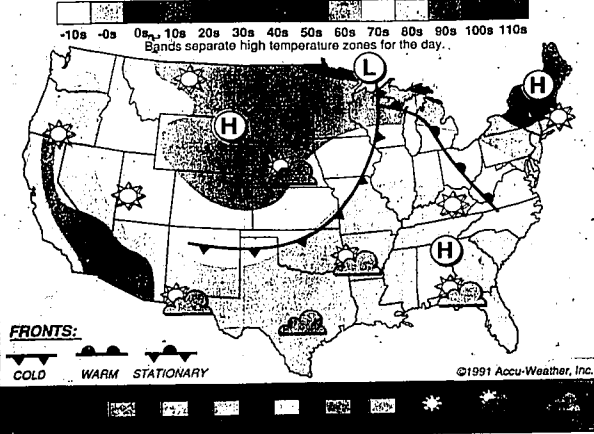 -10s -0s 0s 10s 20s 30s 40s 50s 60s 70s 80s 90s 100s 110s
Bands separate high temperature zones for the day.
L
H
H
H
FRONTS:
COLD WARM STATIONARY
©1991 Accu-Weather, Inc.